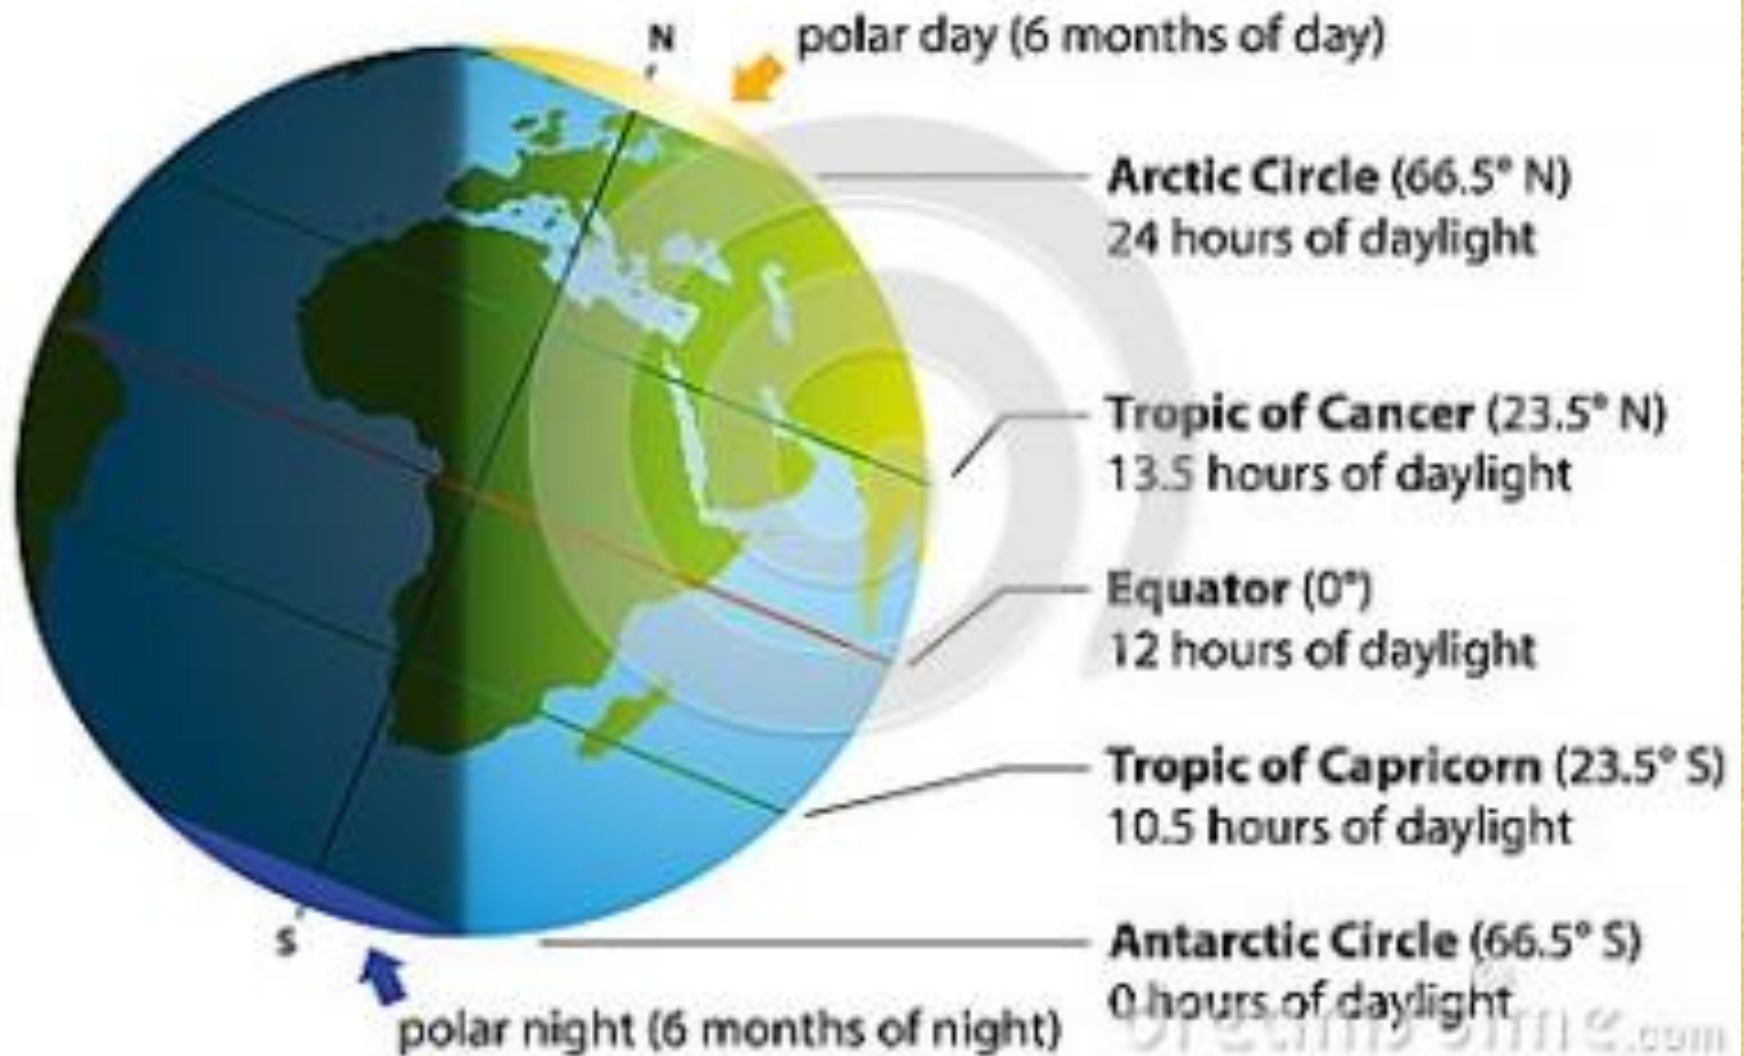 N
polar day (6 months of day)
Arctic Circle (66.5° N)
24 hours of daylight
Tropic of Cancer (23.5° N)
13.5 hours of daylight
Equator (0°)
12 hours of daylight
Tropic of Capricorn (23.5° S)
10.5 hours of daylight
S
Antarctic Circle (66.5° S)
0 hours of daylight
polar night (6 months of night)
dreamstime.com